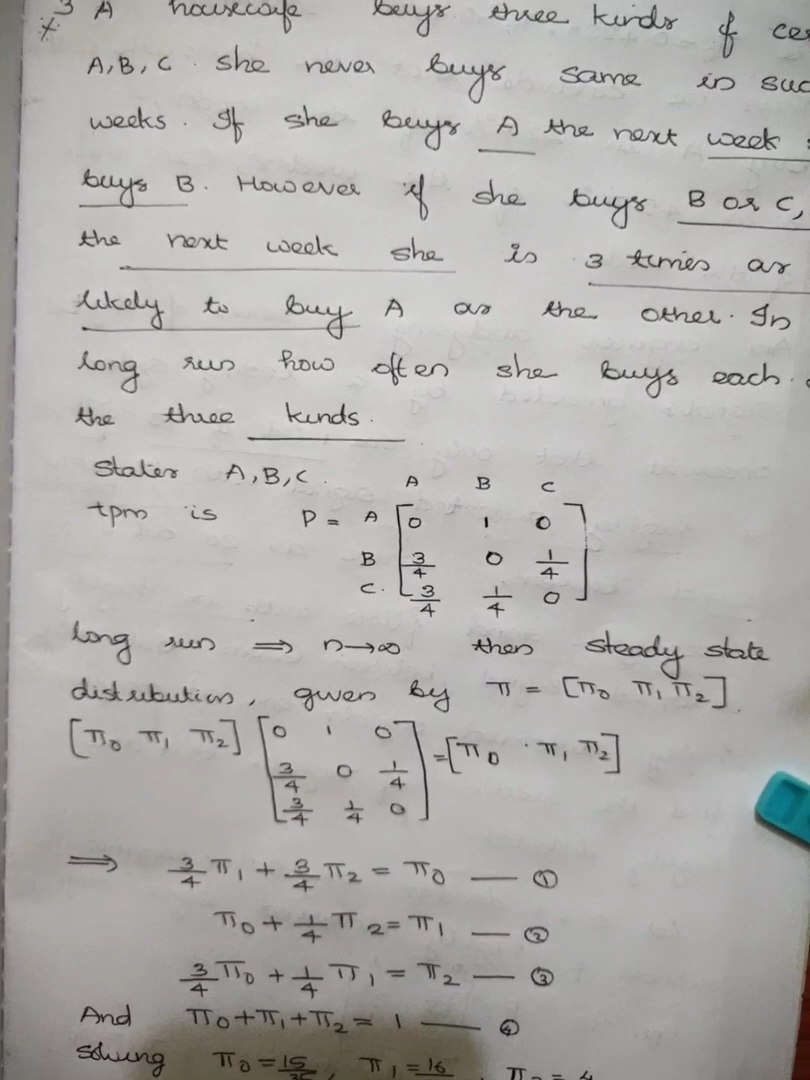 3 A housewife buys three kinds of
A, B, C. she never buys same in
weeks. If she buys A the next week
buys B. However if she buys B or C,
the next week she is 3 times as
likely to buy A as the other. In
long run how often she buys each
the three kinds.
States A, B, C. A B C
tpm is P = A [0 1 0]
B [3/4 0 1/4]
C. [3/4 1/4 0]
long run ⟹ n→∞ then steady state
distribution, given by π = [π0 π1 π2].
[π0 π1 π2] [0 1 0; 3/4 0 1/4; 3/4 1/4 0] = [π0 π1 π2]
⟹ 3/4 π1 + 3/4 π2 = π0 — ①
π0 + 1/4 π2 = π1 — ②
3/4 π0 + 1/4 π1 = π2 — ③
And π0 + π1 + π2 = 1 — ④
Solving π0 = 15/35, π1 = 16